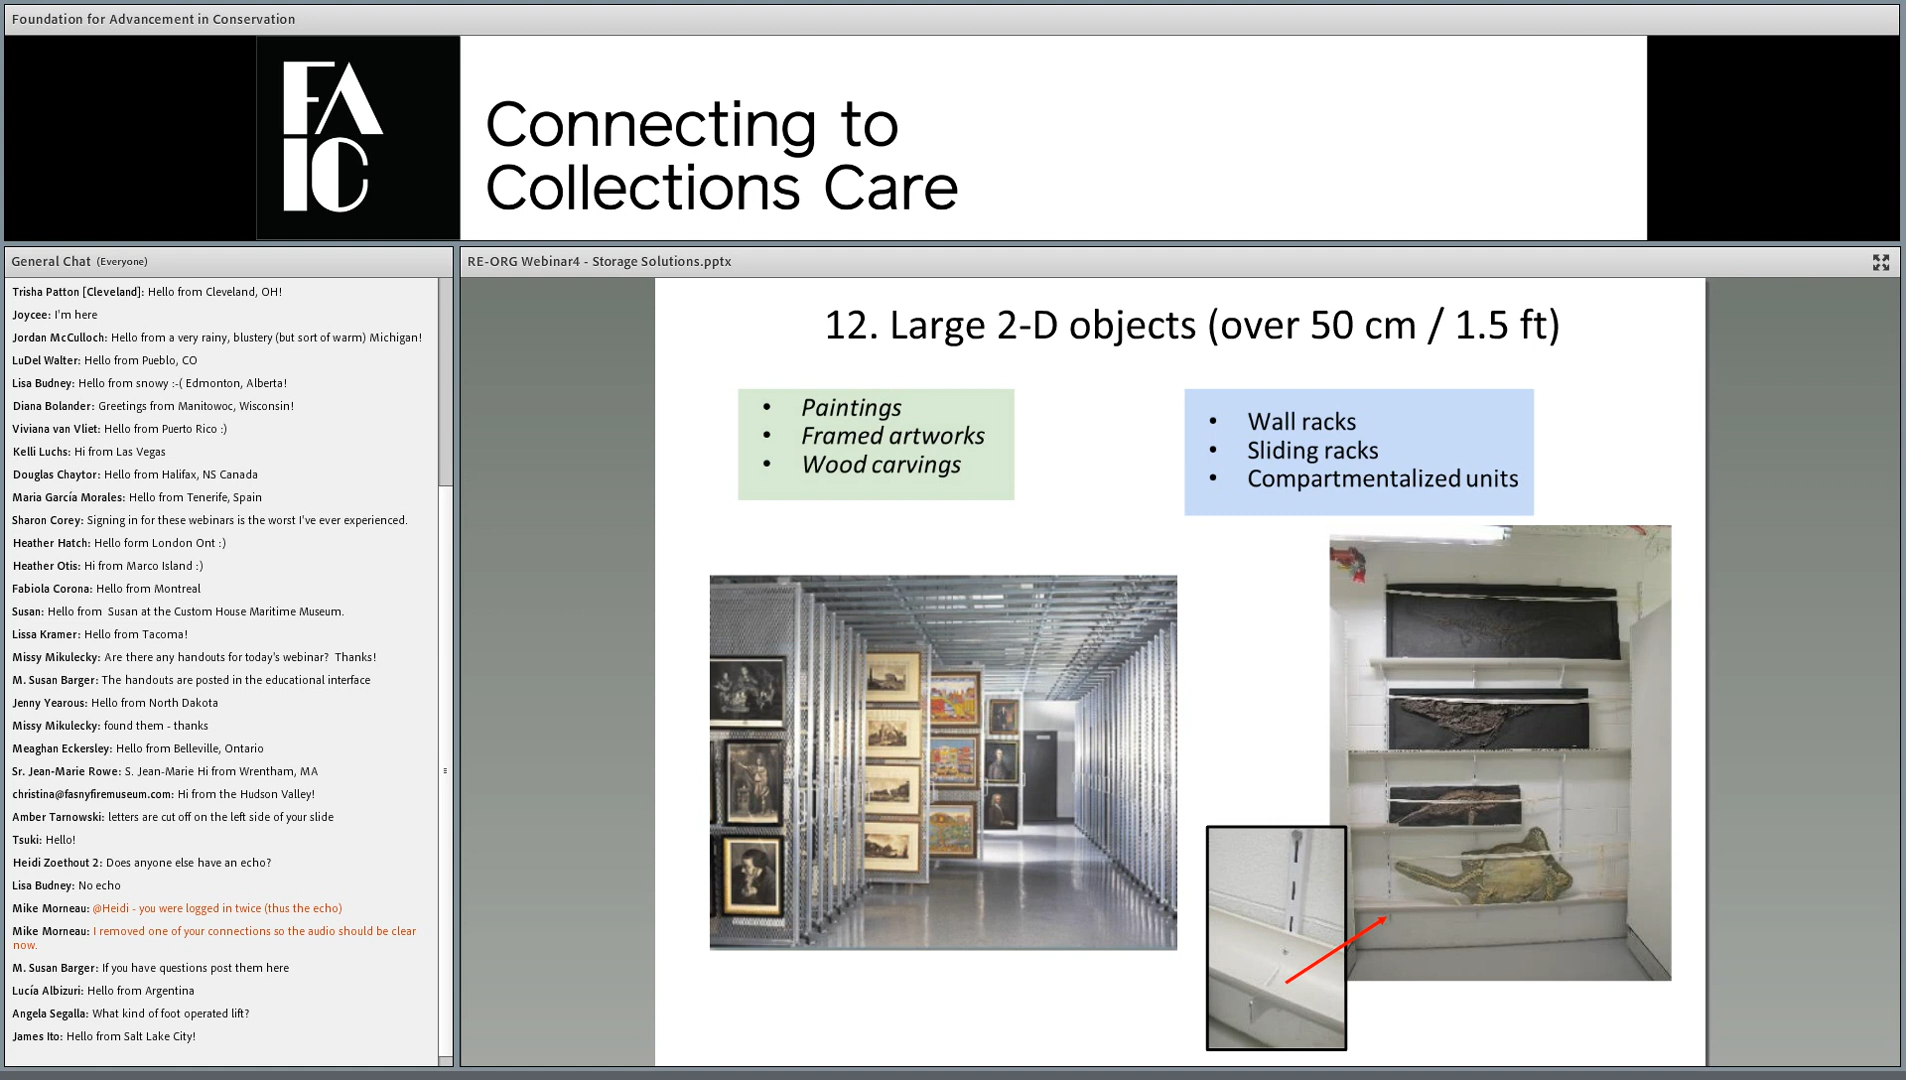 Foundation for Advancement in Conservation
FA
IC
Connecting to
Collections Care
General Chat (Everyone)
Trisha Patton [Cleveland]: Hello from Cleveland, OH!
Joycee: I'm here
Jordan McCulloch: Hello from a very rainy, blustery (but sort of warm) Michigan!
LuDel Walter: Hello from Pueblo, CO
Lisa Budney: Hello from snowy :-( Edmonton, Alberta!
Diana Bolander: Greetings from Manitowoc, Wisconsin!
Viviana van Vliet: Hello from Puerto Rico :)
Kelli Luchs: Hi from Las Vegas
Douglas Chaytor: Hello from Halifax, NS Canada
Maria García Morales: Hello from Tenerife, Spain
Sharon Corey: Signing in for these webinars is the worst I've ever experienced.
Heather Hatch: Hello form London Ont :)
Heather Otis: Hi from Marco Island :)
Fabiola Corona: Hello from Montreal
Susan: Hello from  Susan at the Custom House Maritime Museum.
Lissa Kramer: Hello from Tacoma!
Missy Mikulecky: Are there any handouts for today's webinar?  Thanks!
M. Susan Barger: The handouts are posted in the educational interface
Jenny Yearous: Hello from North Dakota
Missy Mikulecky: found them - thanks
Meaghan Eckersley: Hello from Belleville, Ontario
Sr. Jean-Marie Rowe: S. Jean-Marie Hi from Wrentham, MA
christina@fasnyfiremuseum.com: Hi from the Hudson Valley!
Amber Tarnowski: letters are cut off on the left side of your slide
Tsuki: Hello!
Heidi Zoethout 2: Does anyone else have an echo?
Lisa Budney: No echo
Mike Morneau: @Heidi - you were logged in twice (thus the echo)
Mike Morneau: I removed one of your connections so the audio should be clear
now.
M. Susan Barger: If you have questions post them here
Lucía Albizuri: Hello from Argentina
Angela Segalla: What kind of foot operated lift?
James Ito: Hello from Salt Lake City!
RE-ORG Webinar4 - Storage Solutions.pptx
12. Large 2-D objects (over 50 cm / 1.5 ft)
• Paintings
• Framed artworks
• Wood carvings
• Wall racks
• Sliding racks
• Compartmentalized units